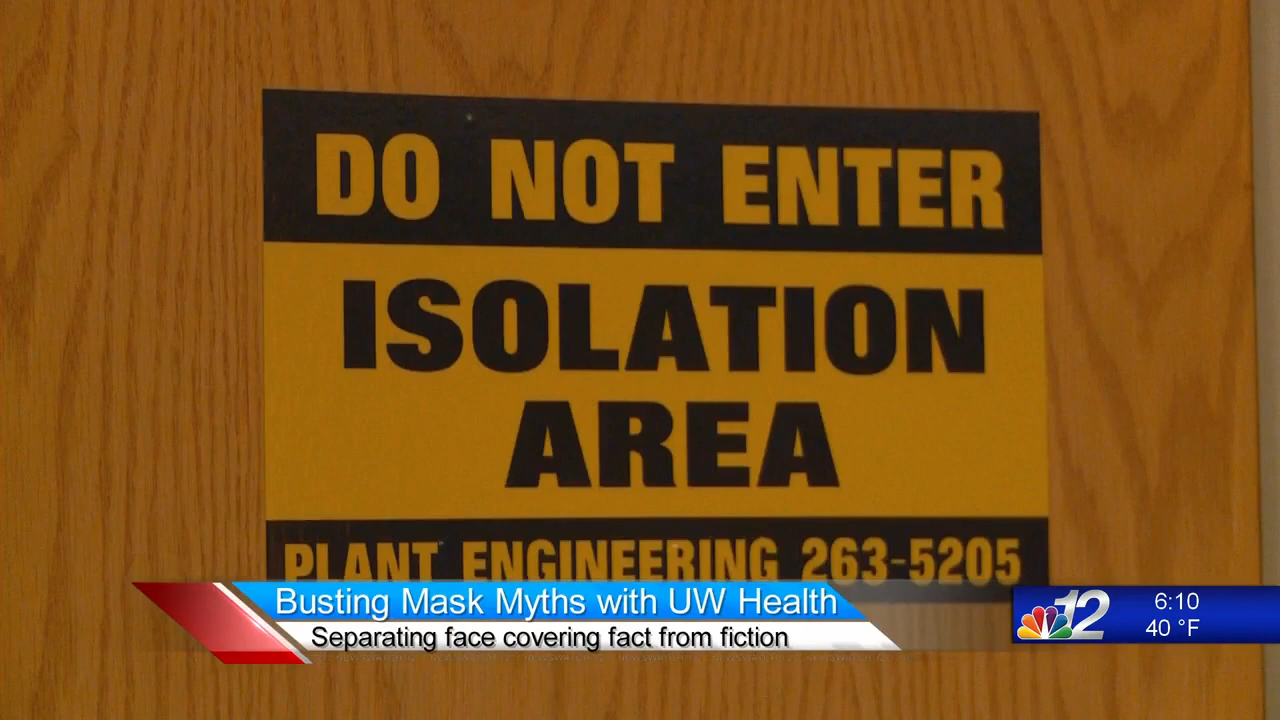 DO NOT ENTER
ISOLATION
AREA
PLANT ENGINEERING 263-5205
Busting Mask Myths with UW Health
Separating face covering fact from fiction
12
6:10
40 °F